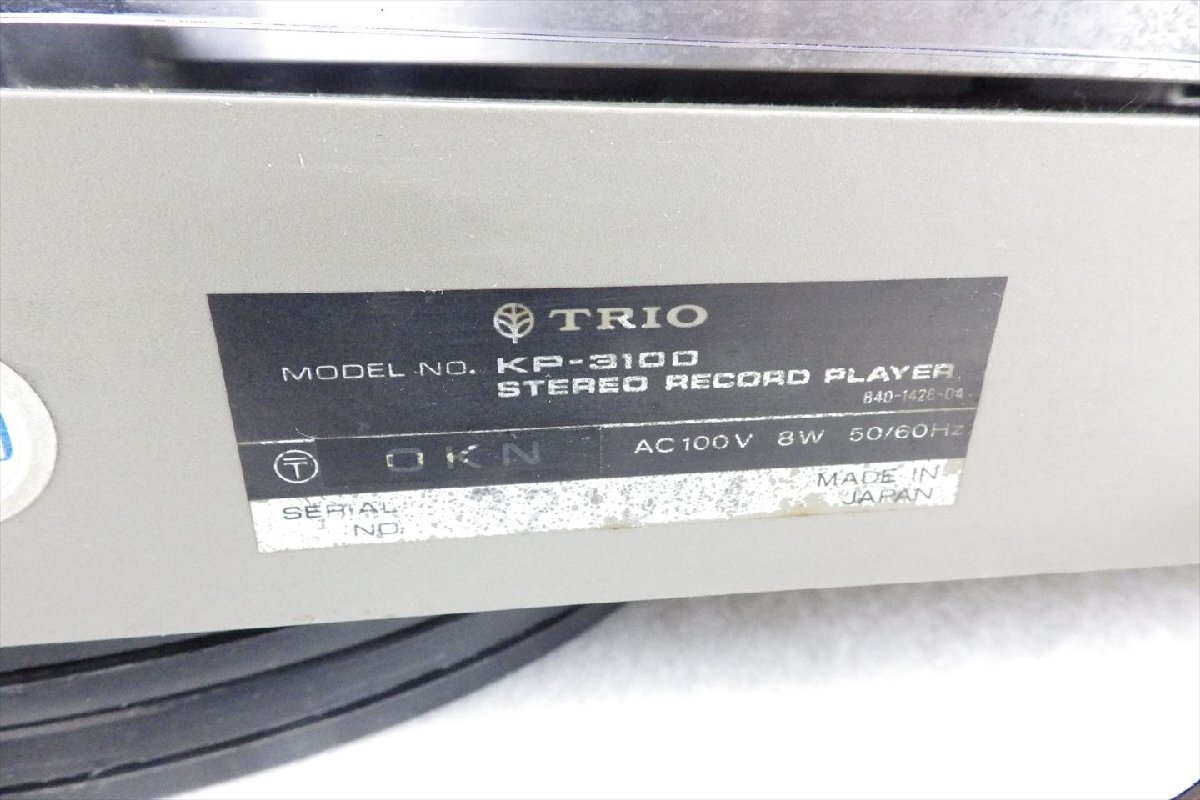 TRIO
MODEL NO. KP-3100
STEREO RECORD PLAYER
840-1426-04
〒 OKN AC100V 8W 50/60Hz
SERIAL NO.
MADE IN JAPAN